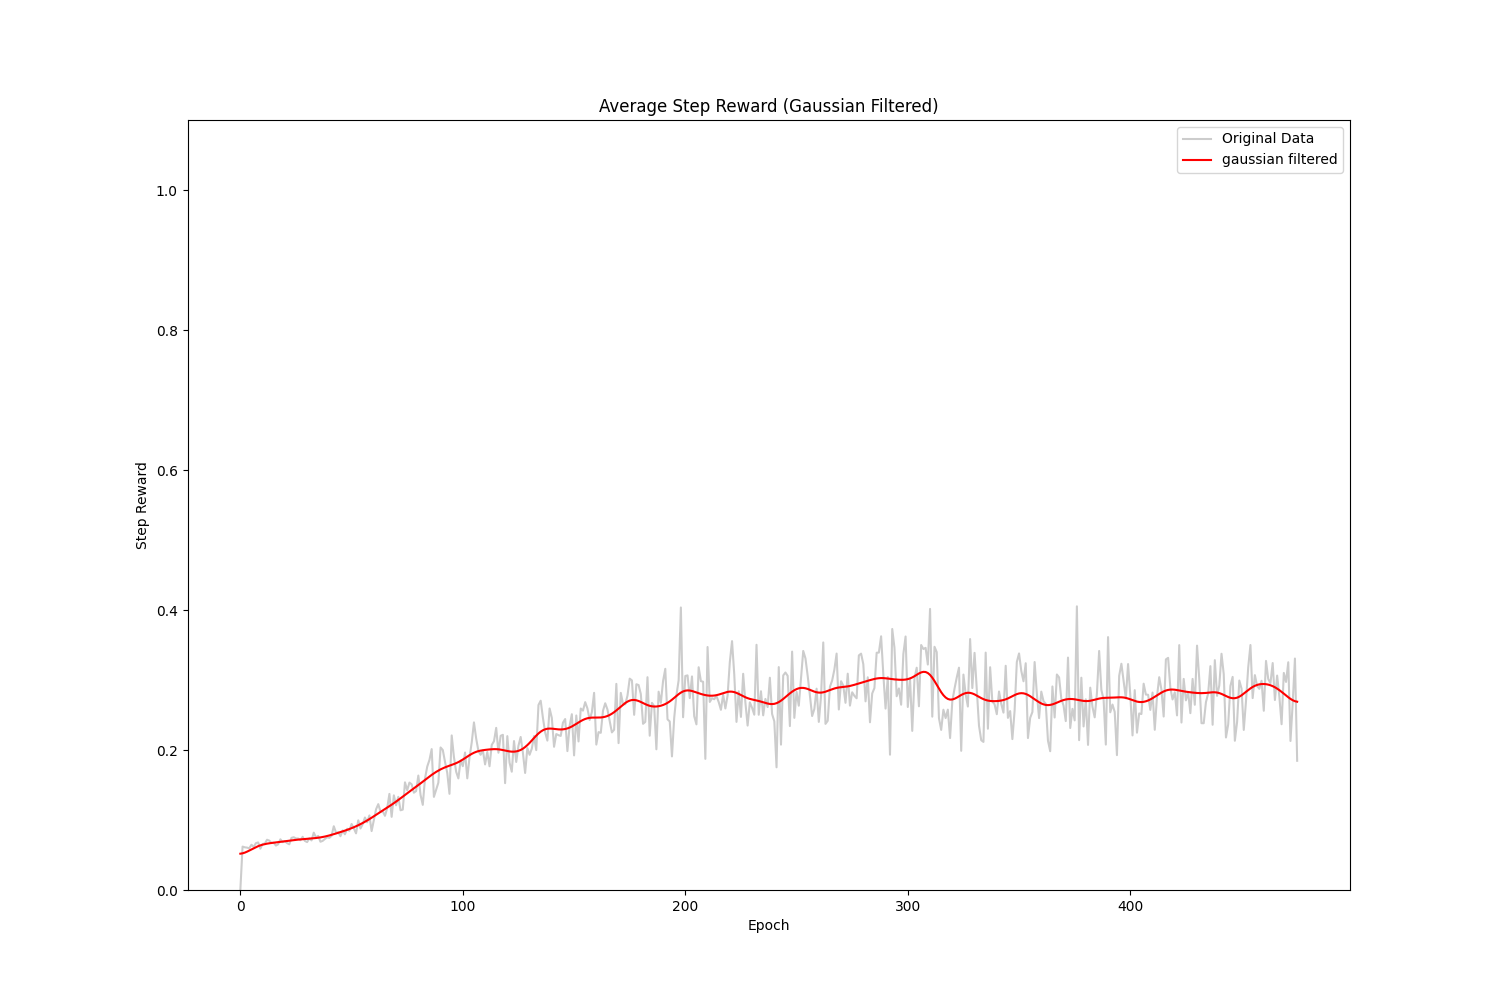 Average Step Reward (Gaussian Filtered)
Original Data
gaussian filtered
1.0
0.8
0.6
0.4
0.2
0.0
Step Reward
0 100 200 300 400
Epoch